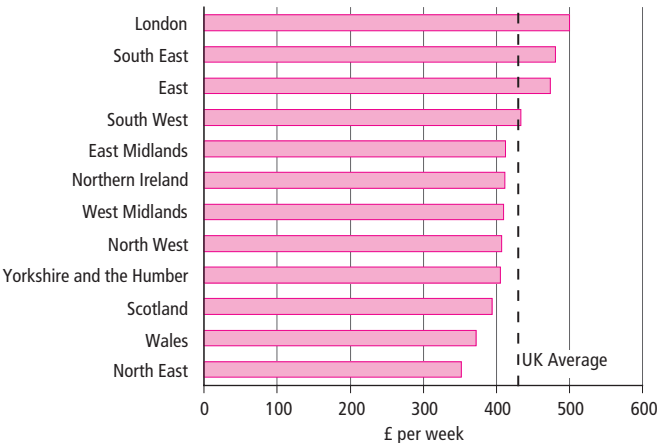 London
South East
East
South West
East Midlands
Northern Ireland
West Midlands
North West
Yorkshire and the Humber
Scotland
Wales
North East
UK Average
0 100 200 300 400 500 600
£ per week